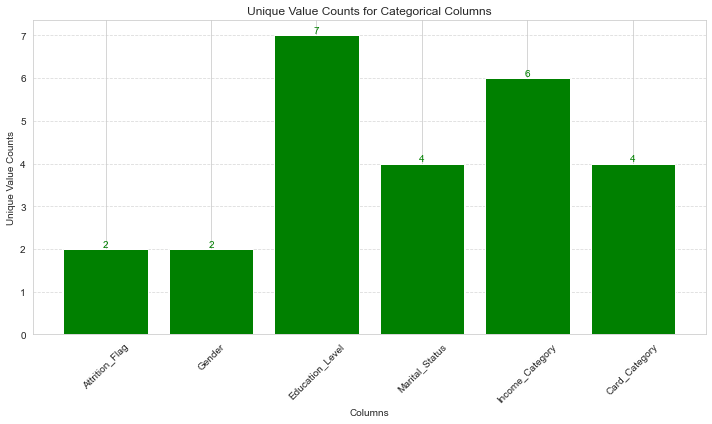 Unique Value Counts for Categorical Columns
Unique Value Counts
7
6
5
4
3
2
1
0
2
2
7
4
6
4
Attrition_Flag
Gender
Education_Level
Marital_Status
Income_Category
Card_Category
Columns